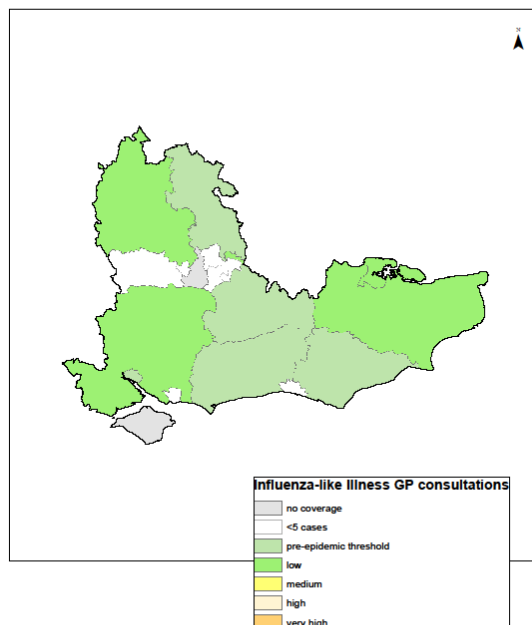 N
Influenza-like Illness GP consultations
no coverage
<5 cases
pre-epidemic threshold
low
medium
high
very high